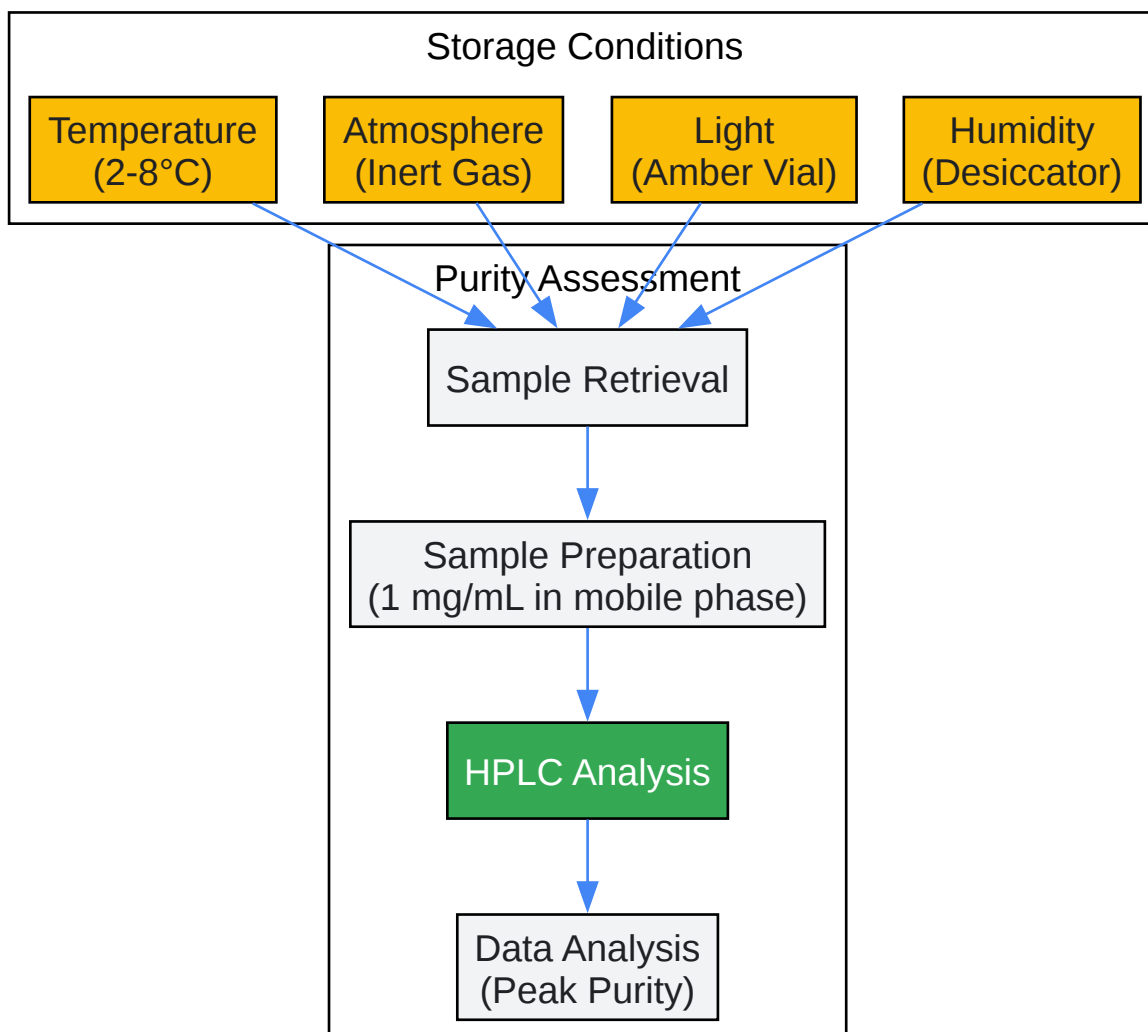 Storage Conditions
Temperature
(2-8°C)
Atmosphere
(Inert Gas)
Light
(Amber Vial)
Humidity
(Desiccator)
Purity Assessment
Sample Retrieval
Sample Preparation
(1 mg/mL in mobile phase)
HPLC Analysis
Data Analysis
(Peak Purity)